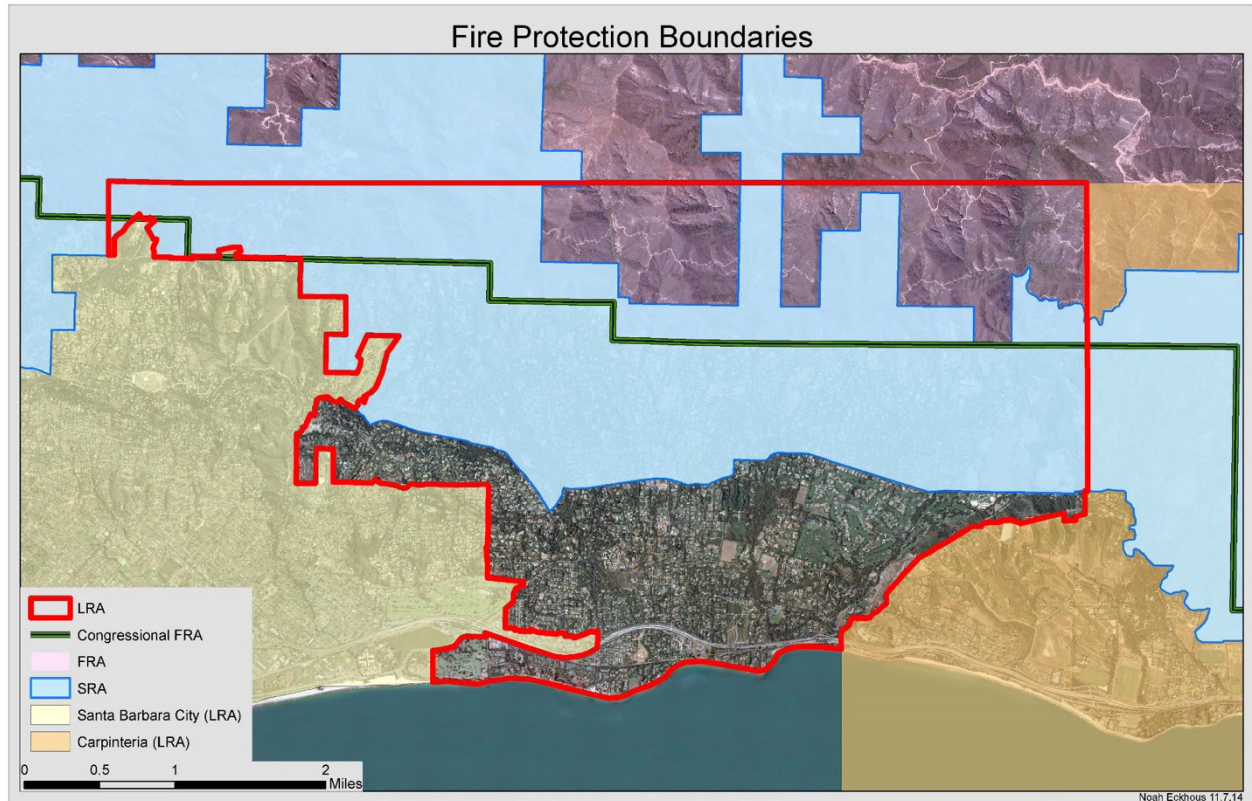 Fire Protection Boundaries
LRA
Congressional FRA
FRA
SRA
Santa Barbara City (LRA)
Carpinteria (LRA)
0 0.5 1 2
Miles
Noah Eckhous 11.7.14